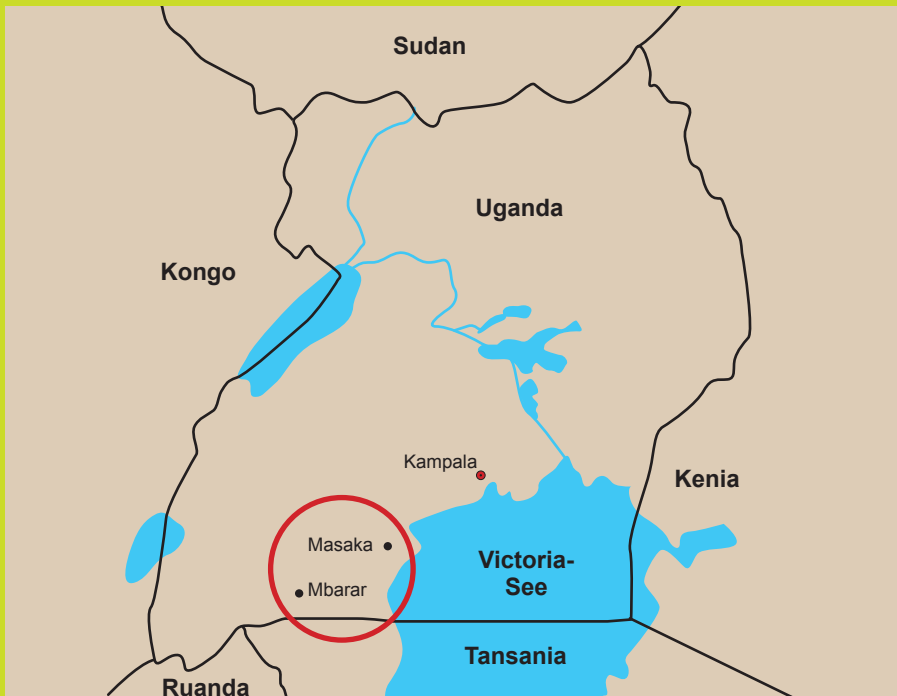 Sudan
Uganda
Kongo
Kampala
Kenia
Masaka
Victoria-
See
Mbarar
Tansania
Ruanda